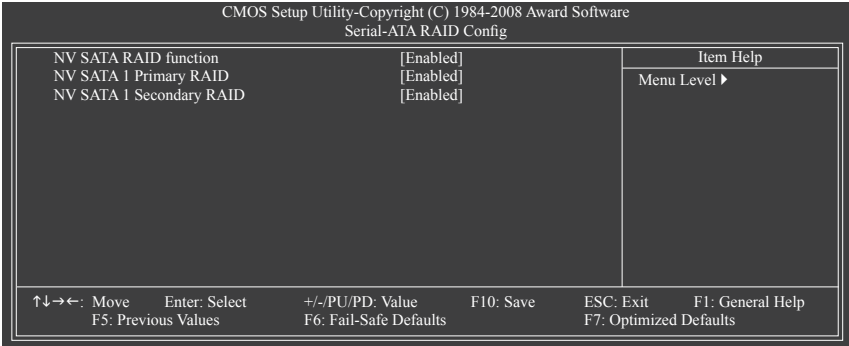 CMOS Setup Utility-Copyright (C) 1984-2008 Award Software
Serial-ATA RAID Config
NV SATA RAID function [Enabled]
NV SATA 1 Primary RAID [Enabled]
NV SATA 1 Secondary RAID [Enabled]
Item Help
Menu Level ▶
↑↓→←: Move Enter: Select +/-/PU/PD: Value F10: Save ESC: Exit F1: General Help
F5: Previous Values F6: Fail-Safe Defaults F7: Optimized Defaults